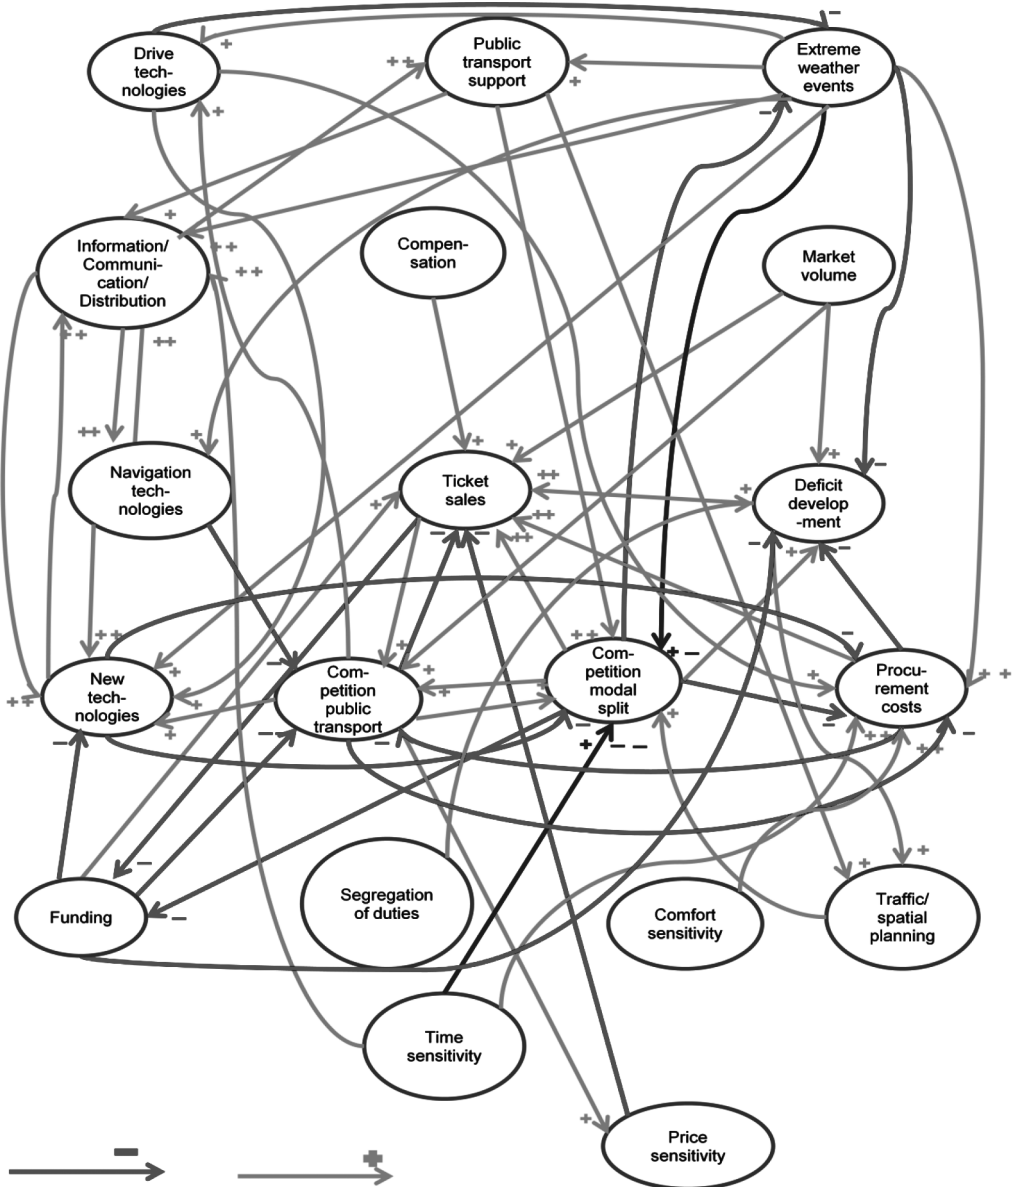 Drive
tech-
nologies
Public
transport
support
Extreme
weather
events
Information/
Communi-
cation/
Distribution
Compen-
sation
Market
volume
Navigation
tech-
nologies
Ticket
sales
Deficit
develop
-ment
New
tech-
nologies
Com-
petition
public
transport
Com-
petition
modal
split
Procu-
rement
costs
Funding
Segregation
of duties
Comfort
sensitivity
Traffic/
spatial
planning
Time
sensitivity
Price
sensitivity